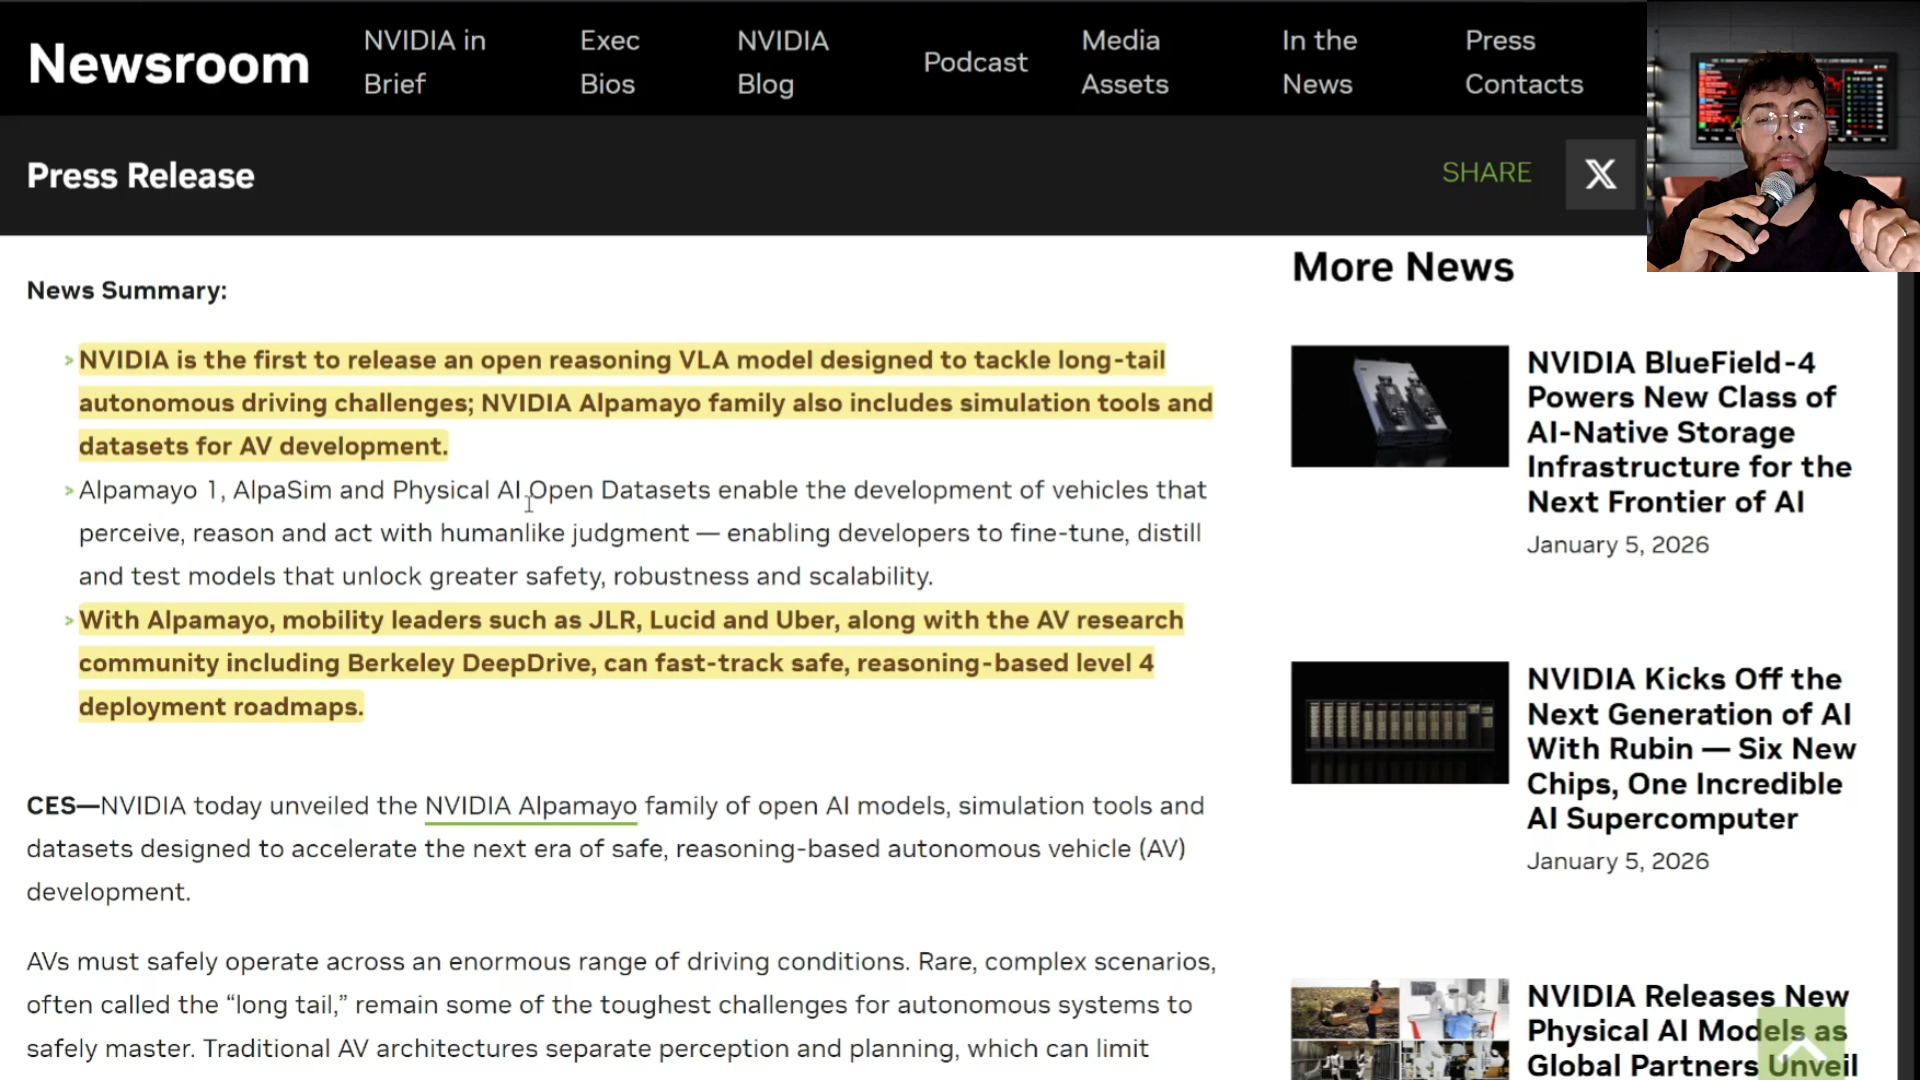 Newsroom
NVIDIA in
Brief
Exec
Bios
NVIDIA
Blog
Podcast
Media
Assets
In the
News
Press
Contacts
Press Release
SHARE
X
News Summary:
> NVIDIA is the first to release an open reasoning VLA model designed to tackle long-tail
autonomous driving challenges; NVIDIA Alpamayo family also includes simulation tools and
datasets for AV development.
> Alpamayo 1, AlpaSim and Physical AI Open Datasets enable the development of vehicles that
perceive, reason and act with humanlike judgment — enabling developers to fine-tune, distill
and test models that unlock greater safety, robustness and scalability.
> With Alpamayo, mobility leaders such as JLR, Lucid and Uber, along with the AV research
community including Berkeley DeepDrive, can fast-track safe, reasoning-based level 4
deployment roadmaps.
CES—NVIDIA today unveiled the NVIDIA Alpamayo family of open AI models, simulation tools and
datasets designed to accelerate the next era of safe, reasoning-based autonomous vehicle (AV)
development.
AVs must safely operate across an enormous range of driving conditions. Rare, complex scenarios,
often called the “long tail,” remain some of the toughest challenges for autonomous systems to
safely master. Traditional AV architectures separate perception and planning, which can limit
More News
NVIDIA BlueField-4
Powers New Class of
AI-Native Storage
Infrastructure for the
Next Frontier of AI
January 5, 2026
NVIDIA Kicks Off the
Next Generation of AI
With Rubin — Six New
Chips, One Incredible
AI Supercomputer
January 5, 2026
NVIDIA Releases New
Physical AI Models as
Global Partners Unveil